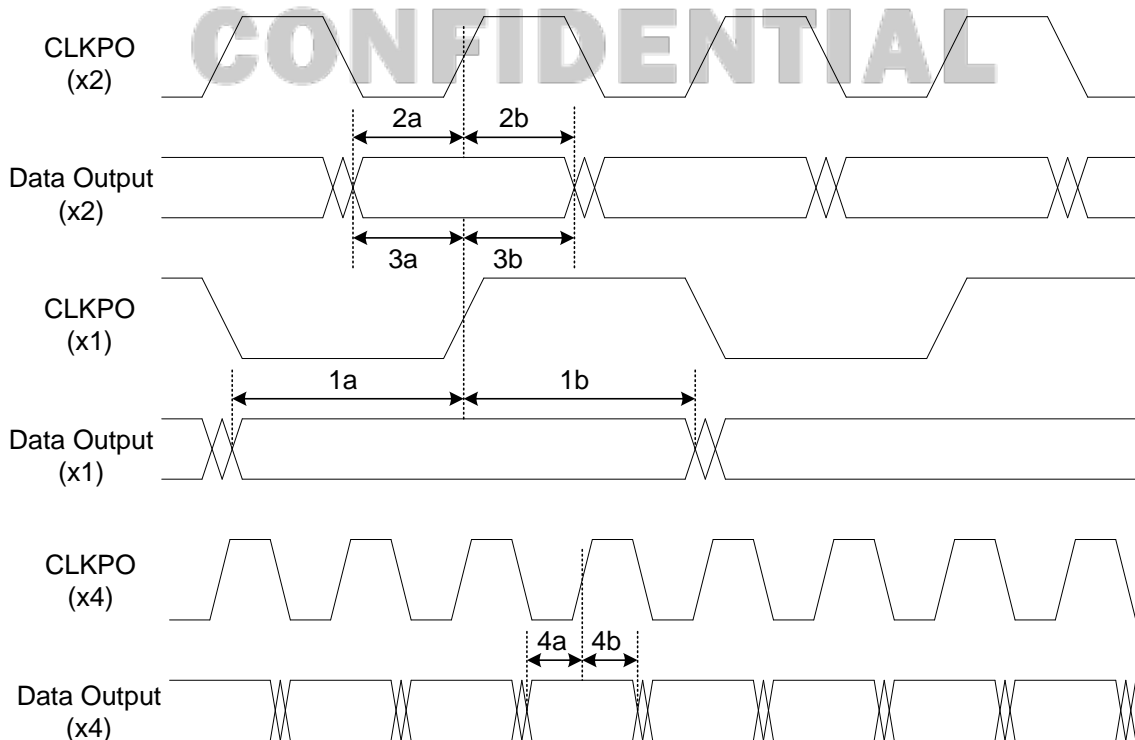 CONFIDENTIAL
CLKPO
(x2)
2a 2b
Data Output
(x2)
3a 3b
CLKPO
(x1)
1a 1b
Data Output
(x1)
CLKPO
(x4)
4a 4b
Data Output
(x4)